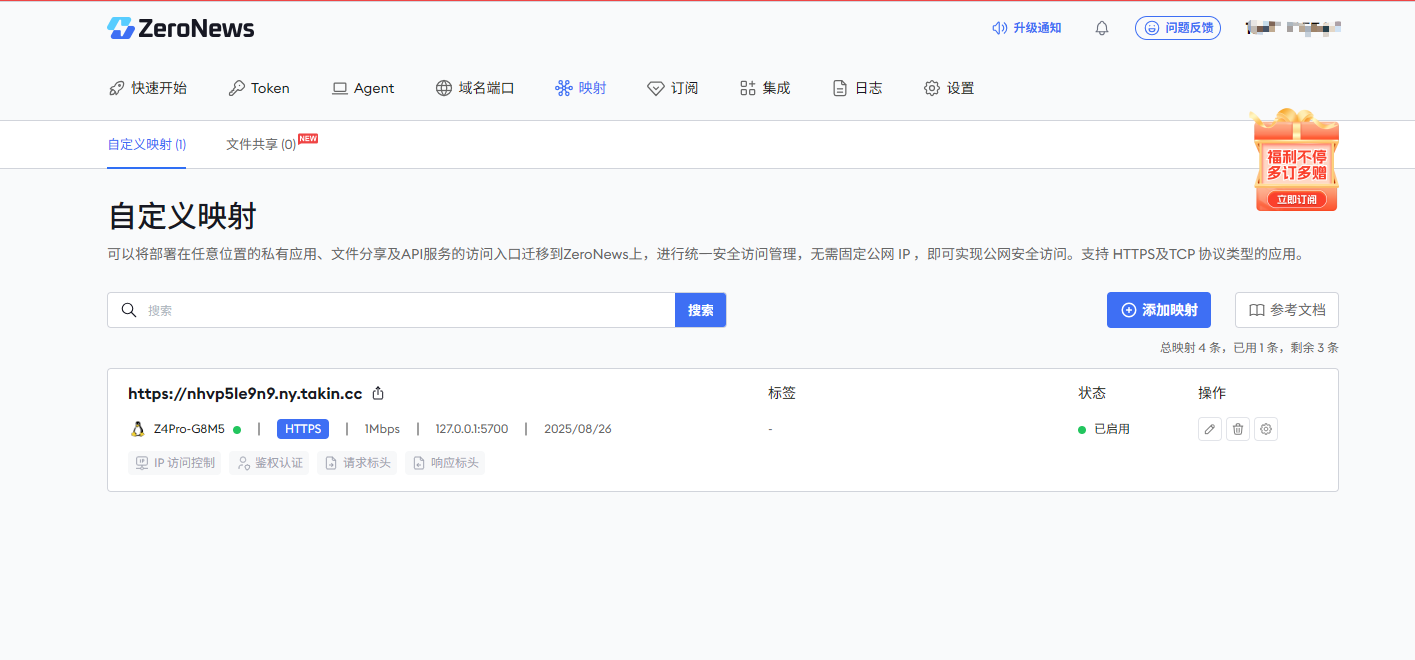 ZeroNews
升级通知
问题反馈
快速开始
Token
Agent
域名端口
映射
订阅
集成
日志
设置
自定义映射 (1)
文件共享 (0)
NEW
福利不停
多订多赠
立即订阅
自定义映射
可以将部署在任意位置的私有应用、文件分享及API服务的访问入口迁移到ZeroNews上，进行统一安全访问管理，无需固定公网 IP ，即可实现公网安全访问。支持 HTTPS及TCP 协议类型的应用。
搜索
搜索
添加映射
参考文档
总映射 4 条，已用 1 条，剩余 3 条
https://nhvp5le9n9.ny.takin.cc
标签
状态
操作
Z4Pro-G8M5 | HTTPS | 1Mbps | 127.0.0.1:5700 | 2025/08/26
-
已启用
IP 访问控制
鉴权认证
请求标头
响应标头